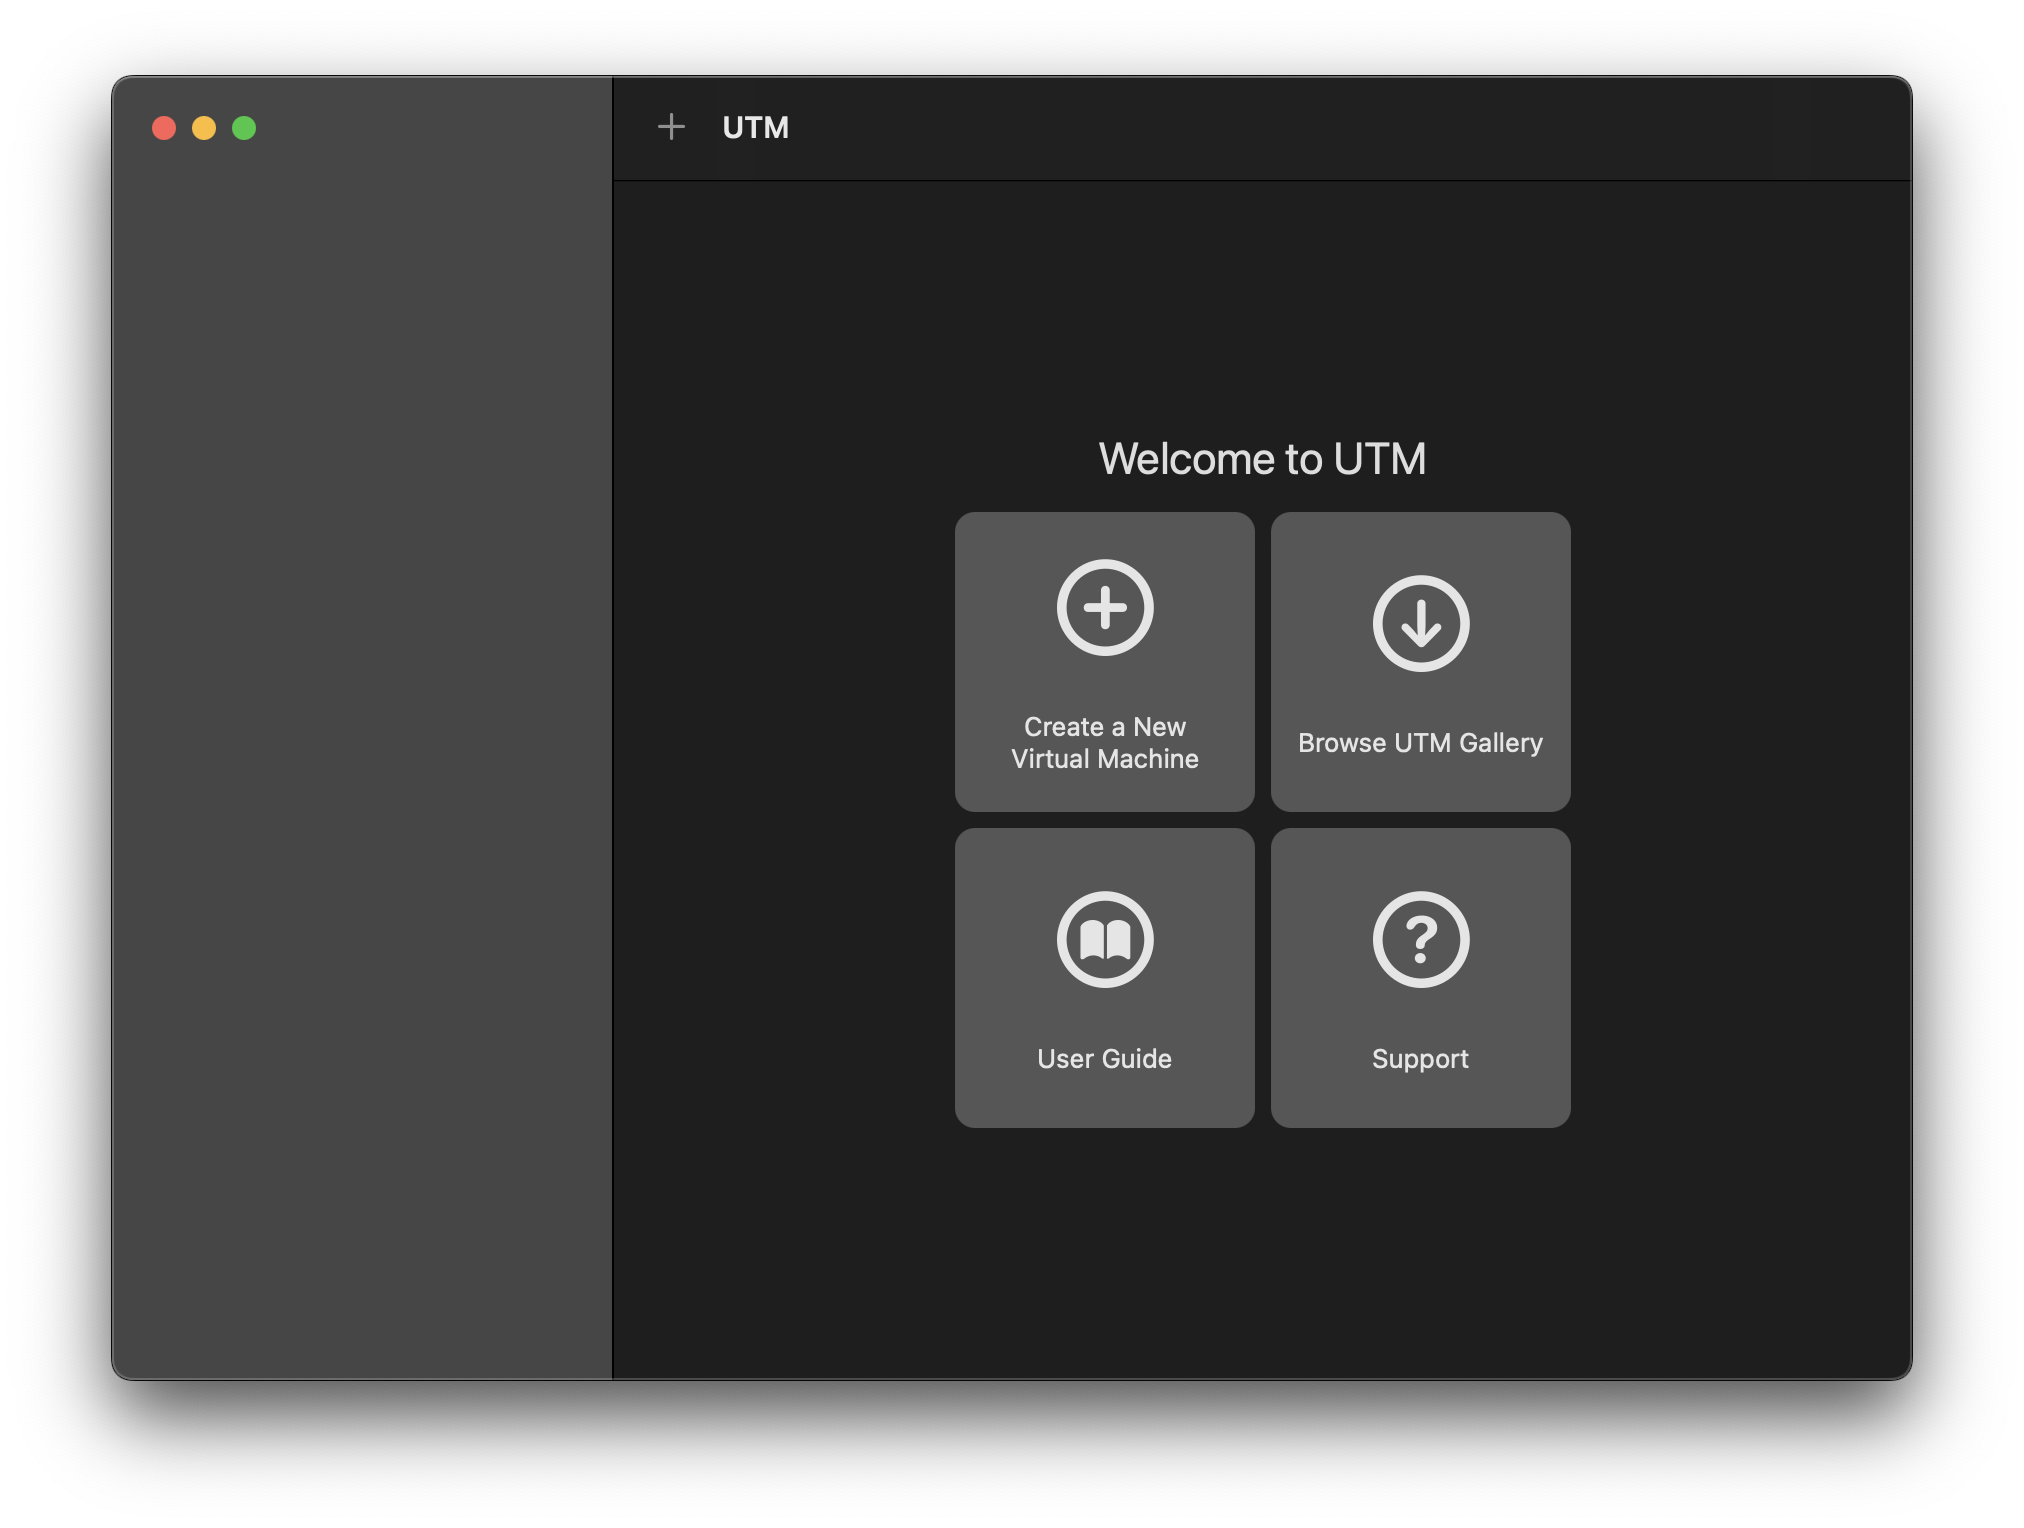 UTM
Welcome to UTM
Create a New
Virtual Machine
Browse UTM Gallery
User Guide
Support